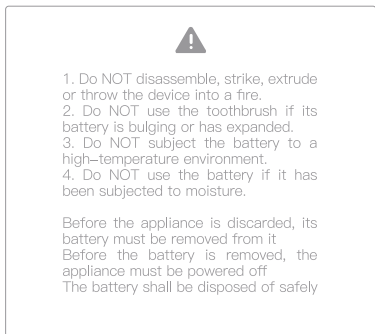 1. Do NOT disassemble, strike, extrude
or throw the device into a fire.
2. Do NOT use the toothbrush if its
battery is bulging or has expanded.
3. Do NOT subject the battery to a
high–temperature environment.
4. Do NOT use the battery if it has
been subjected to moisture.
Before the appliance is discarded, its
battery must be removed from it
Before the battery is removed, the
appliance must be powered off
The battery shall be disposed of safely